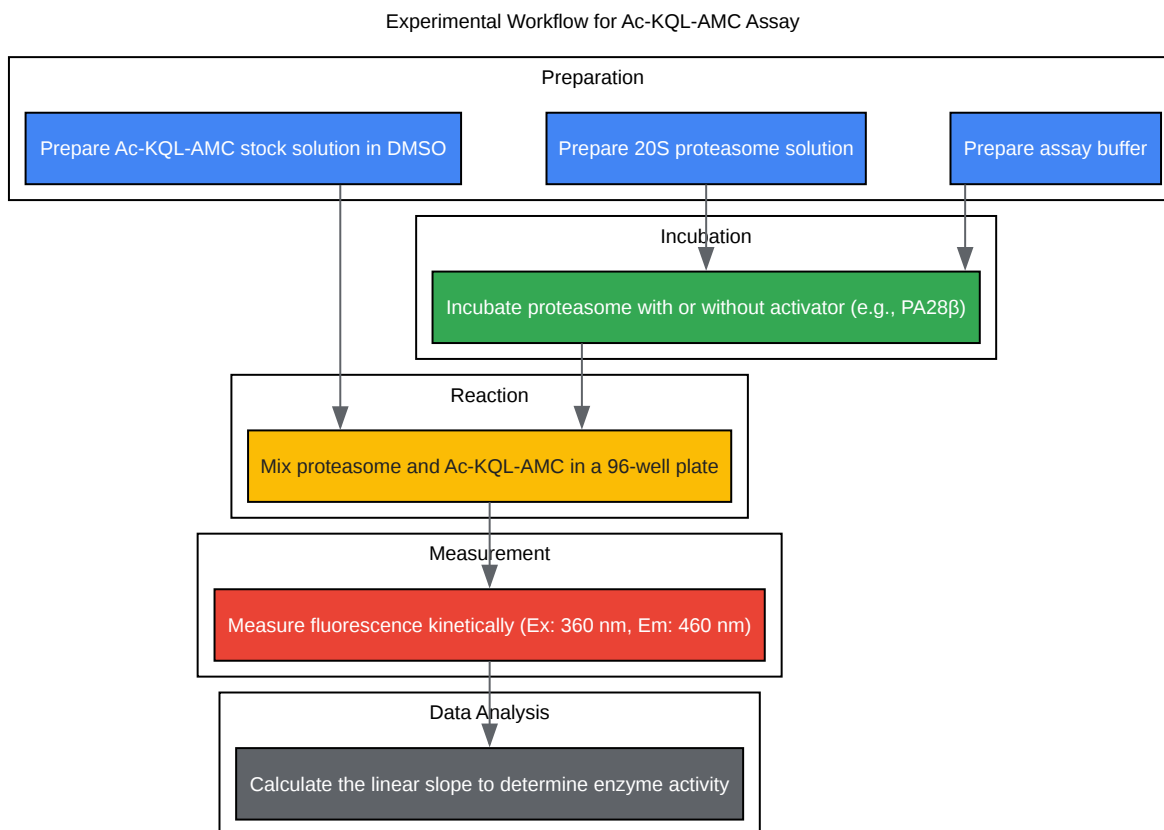 Experimental Workflow for Ac-KQL-AMC Assay
Preparation
Prepare Ac-KQL-AMC stock solution in DMSO
Prepare 20S proteasome solution
Prepare assay buffer
Incubation
Incubate proteasome with or without activator (e.g., PA28β)
Reaction
Mix proteasome and Ac-KQL-AMC in a 96-well plate
Measurement
Measure fluorescence kinetically (Ex: 360 nm, Em: 460 nm)
Data Analysis
Calculate the linear slope to determine enzyme activity